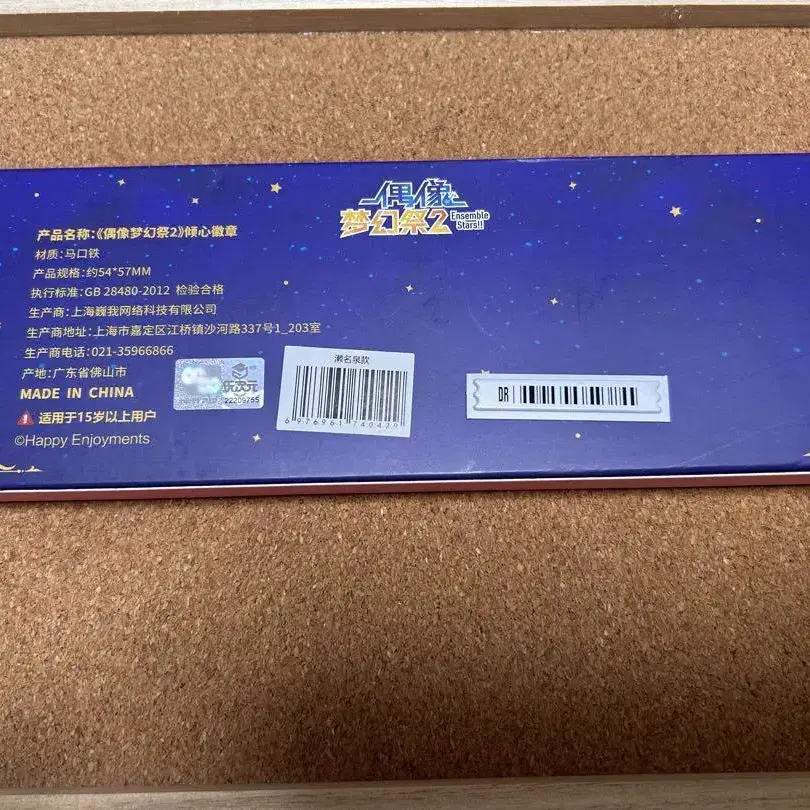 偶像
梦幻祭2
Ensemble
Stars!!
产品名称:《偶像梦幻祭2》倾心徽章
材质:马口铁
产品规格:约54*57MM
执行标准:GB 28480-2012 检验合格
生产商:上海巍我网络科技有限公司
生产商地址:上海市嘉定区江桥镇沙河路337号1_203室
生产商电话:021-35966866
产地:广东省佛山市
MADE IN CHINA
适用于15岁以上用户
©Happy Enjoyments
次元
22209765
濑名泉款
6 976961 740429
DR